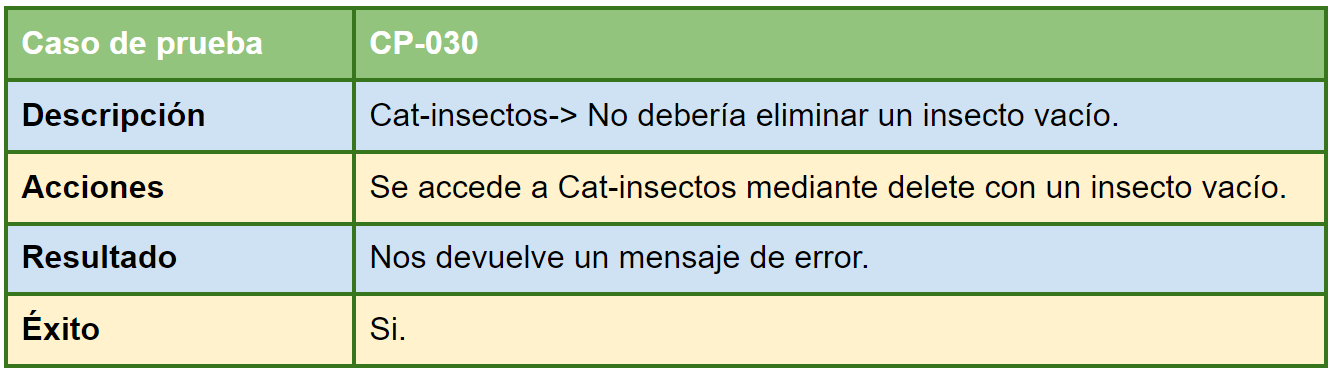 Caso de prueba CP-030
Descripción Cat-insectos-> No debería eliminar un insecto vacío.
Acciones Se accede a Cat-insectos mediante delete con un insecto vacío.
Resultado Nos devuelve un mensaje de error.
Éxito Si.